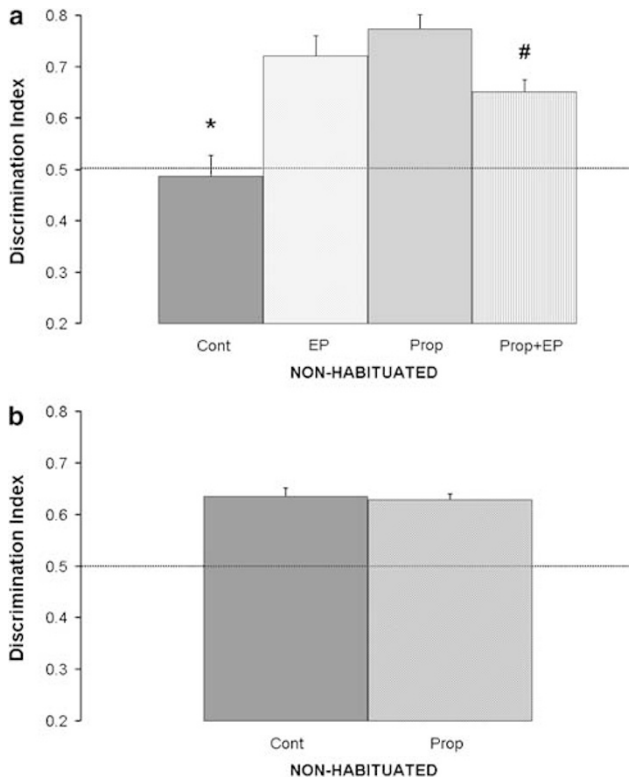 a
Discrimination Index
0.8
0.7
0.6
0.5
0.4
0.3
0.2
*
#
Cont EP Prop Prop+EP
NON-HABITUATED
b
Discrimination Index
0.8
0.7
0.6
0.5
0.4
0.3
0.2
Cont Prop
NON-HABITUATED